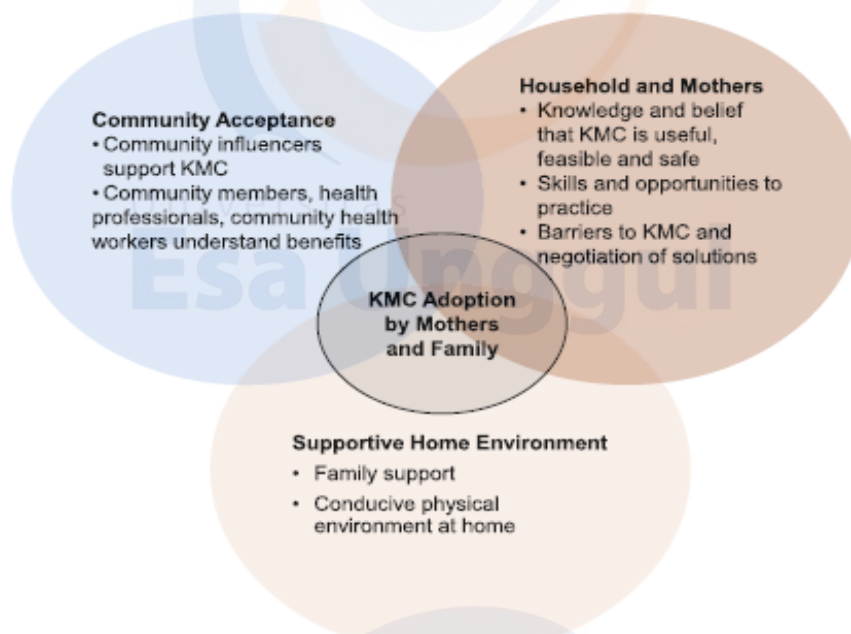 Community Acceptance
• Community influencers
support KMC
• Community members, health
professionals, community health
workers understand benefits
Household and Mothers
• Knowledge and belief
that KMC is useful,
feasible and safe
• Skills and opportunities to
practice
• Barriers to KMC and
negotiation of solutions
Esa Unggul
KMC Adoption
by Mothers
and Family
Supportive Home Environment
• Family support
• Conducive physical
environment at home